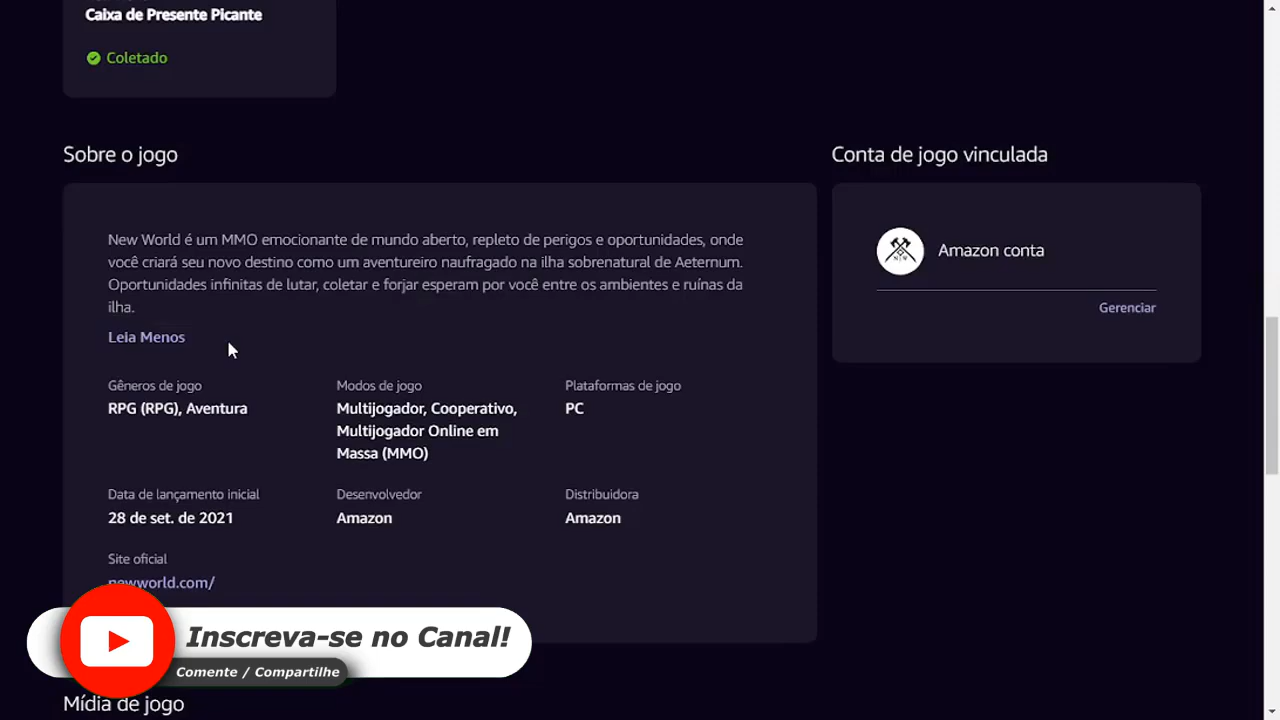 Caixa de Presente Picante
Coletado
Sobre o jogo
New World é um MMO emocionante de mundo aberto, repleto de perigos e oportunidades, onde
você criará seu novo destino como um aventureiro naufragado na ilha sobrenatural de Aeternum.
Oportunidades infinitas de lutar, coletar e forjar esperam por você entre os ambientes e ruínas da
ilha.
Leia Menos
Gêneros de jogo
RPG (RPG), Aventura
Modos de jogo
Multijogador, Cooperativo,
Multijogador Online em
Massa (MMO)
Plataformas de jogo
PC
Data de lançamento inicial
28 de set. de 2021
Desenvolvedor
Amazon
Distribuidora
Amazon
Site oficial
newworld.com/
Conta de jogo vinculada
Amazon conta
Gerenciar
Inscreva-se no Canal!
Comente / Compartilhe
Mídia de jogo